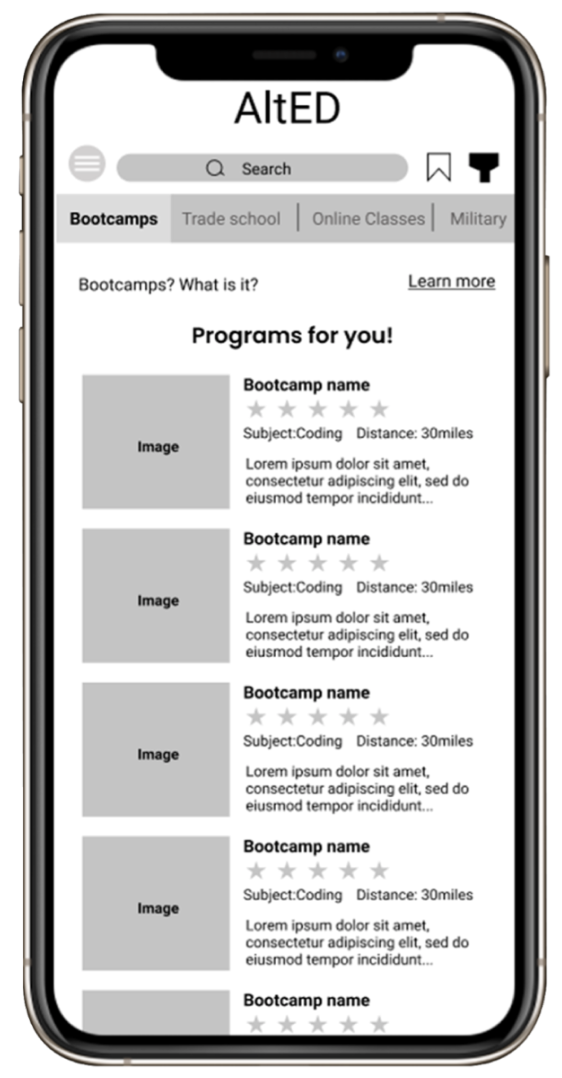 AltED
Search
Bootcamps Trade school Online Classes Military
Bootcamps? What is it? Learn more
Programs for you!
Image
Bootcamp name
Subject:Coding Distance: 30miles
Lorem ipsum dolor sit amet,
consectetur adipiscing elit, sed do
eiusmod tempor incididunt...
Image
Bootcamp name
Subject:Coding Distance: 30miles
Lorem ipsum dolor sit amet,
consectetur adipiscing elit, sed do
eiusmod tempor incididunt...
Image
Bootcamp name
Subject:Coding Distance: 30miles
Lorem ipsum dolor sit amet,
consectetur adipiscing elit, sed do
eiusmod tempor incididunt...
Image
Bootcamp name
Subject:Coding Distance: 30miles
Lorem ipsum dolor sit amet,
consectetur adipiscing elit, sed do
eiusmod tempor incididunt...
Bootcamp name